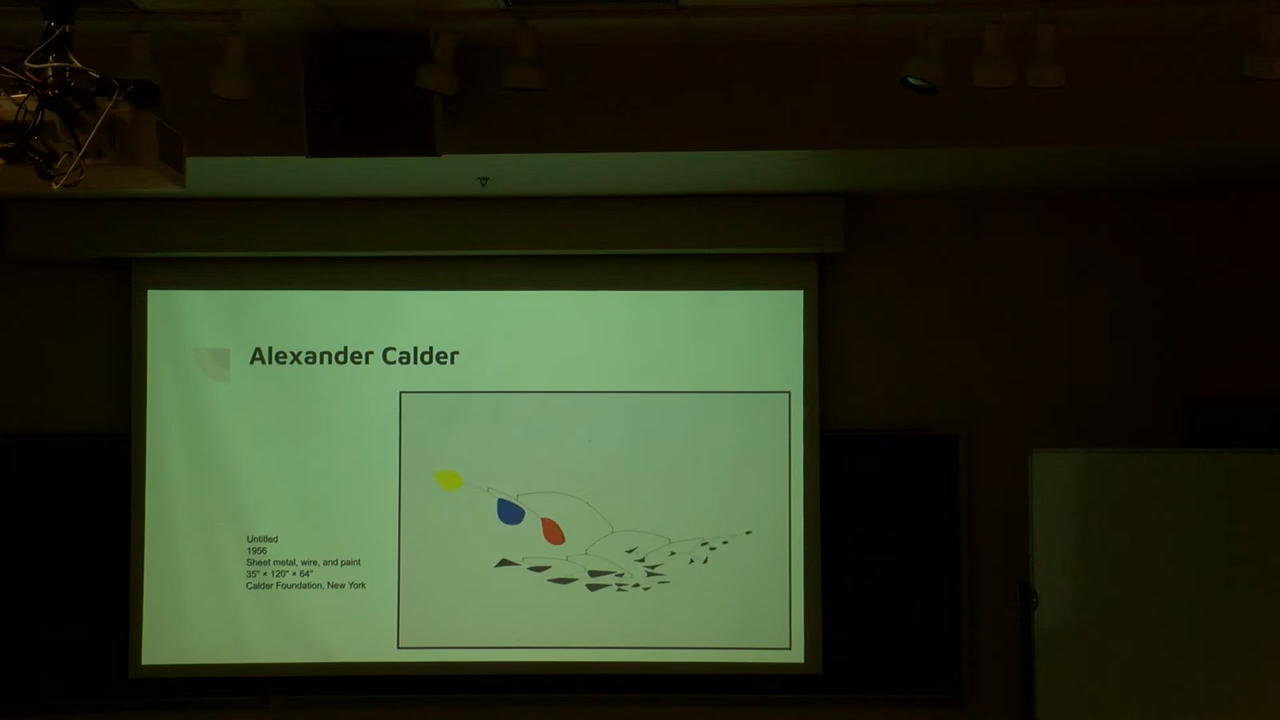 Alexander Calder
Untitled
1956
Sheet metal, wire, and paint
35" × 120" × 64"
Calder Foundation, New York